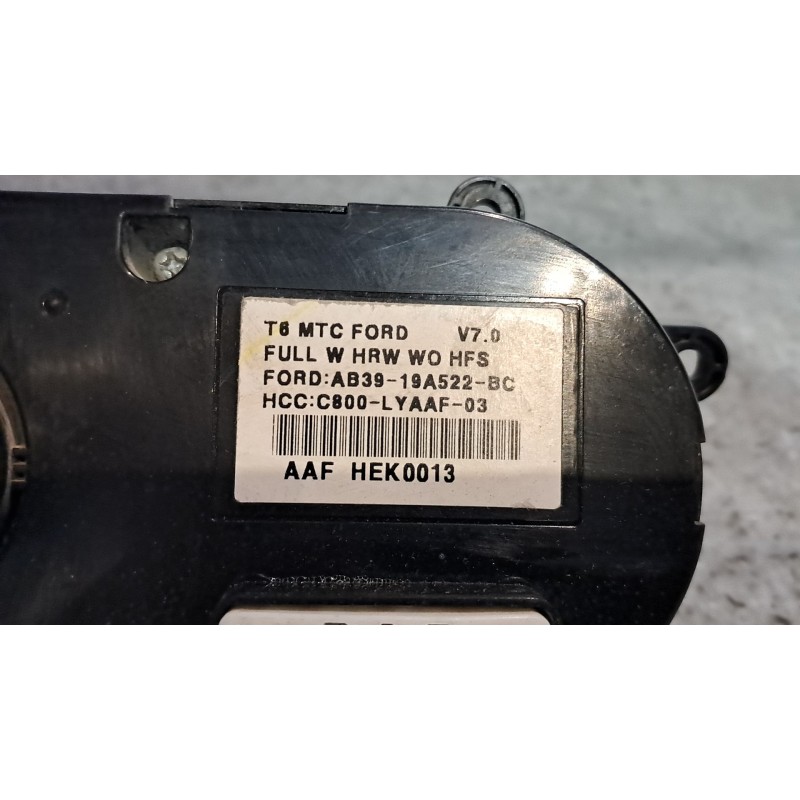 T6 MTC FORD V7.0
FULL W HRW WO HFS
FORD:AB39-19A522-BC
HCC:C800-LYAAF-03
AAF HEK0013